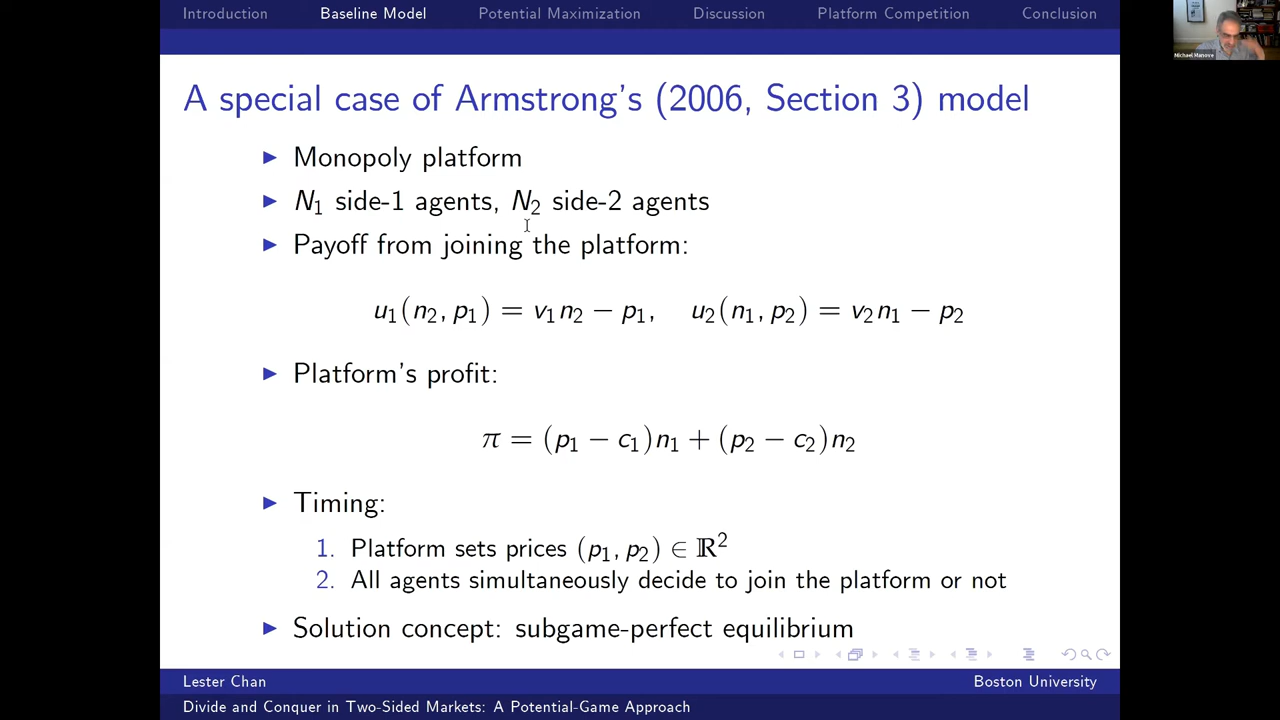 Introduction Baseline Model Potential Maximization Discussion Platform Competition Conclusion
Michael Manove
A special case of Armstrong's (2006, Section 3) model
Monopoly platform
N₁ side-1 agents, N₂ side-2 agents
Payoff from joining the platform:
u₁(n₂, p₁) = v₁n₂ − p₁, u₂(n₁, p₂) = v₂n₁ − p₂
Platform's profit:
π = (p₁ − c₁)n₁ + (p₂ − c₂)n₂
Timing:
1. Platform sets prices (p₁, p₂) ∈ ℝ²
2. All agents simultaneously decide to join the platform or not
Solution concept: subgame-perfect equilibrium
Lester Chan Boston University
Divide and Conquer in Two-Sided Markets: A Potential-Game Approach